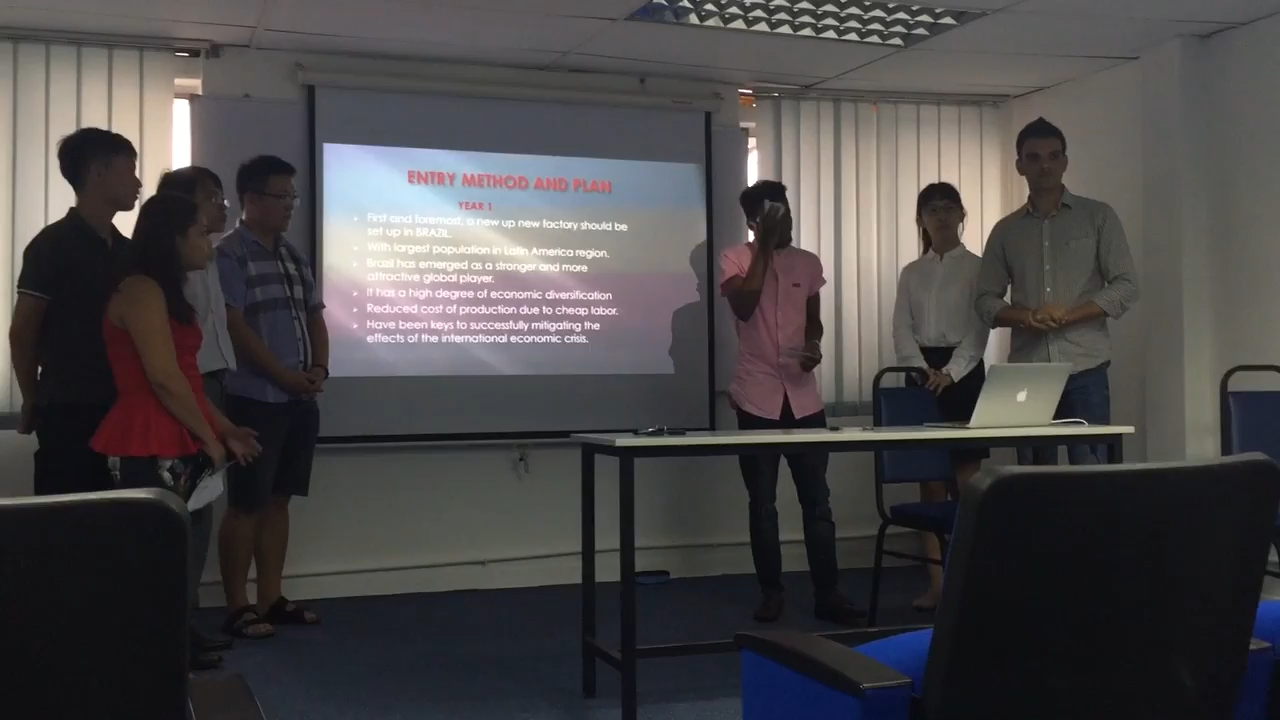 ENTRY METHOD AND PLAN
YEAR 1
First and foremost, a new up new factory should be
set up in BRAZIL.
With largest population in Latin America region.
Brazil has emerged as a stronger and more
attractive global player.
It has a high degree of economic diversification
Reduced cost of production due to cheap labor.
Have been keys to successfully mitigating the
effects of the international economic crisis.